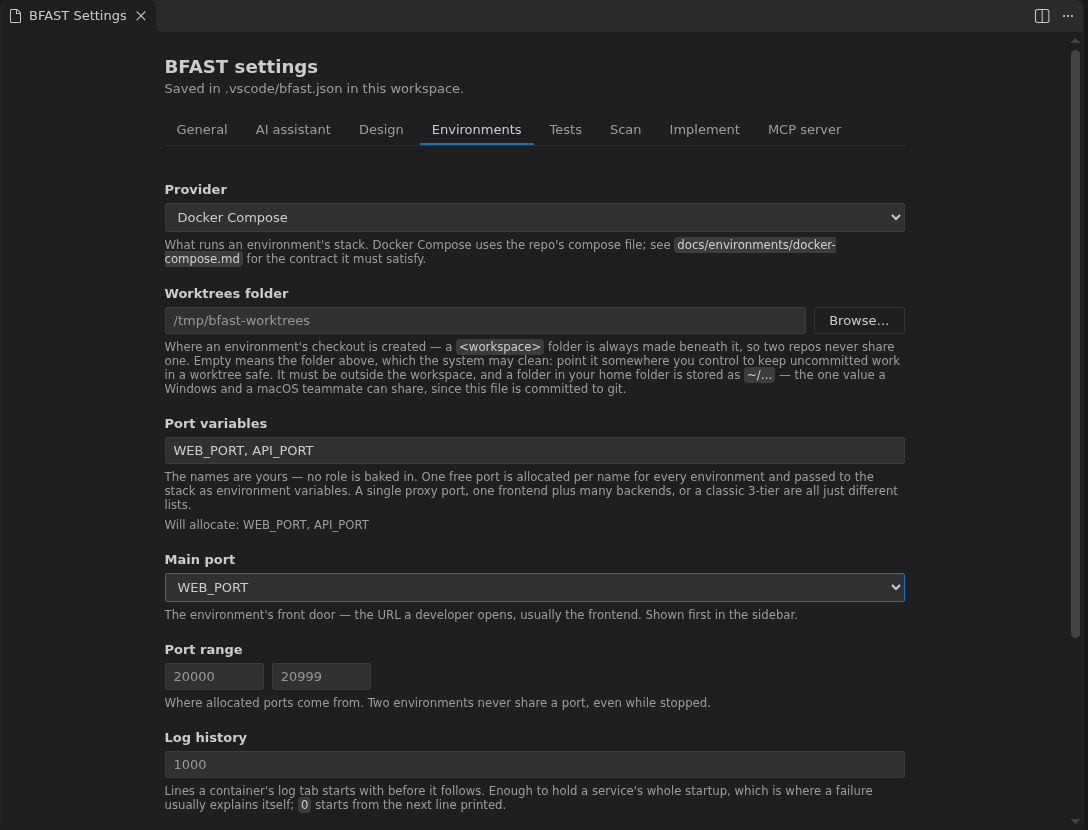 BFAST Settings
BFAST settings
Saved in .vscode/bfast.json in this workspace.
General AI assistant Design Environments Tests Scan Implement MCP server
Provider
Docker Compose
What runs an environment's stack. Docker Compose uses the repo's compose file; see docs/environments/docker-
compose.md for the contract it must satisfy.
Worktrees folder
/tmp/bfast-worktrees Browse...
Where an environment's checkout is created — a <workspace> folder is always made beneath it, so two repos never share
one. Empty means the folder above, which the system may clean: point it somewhere you control to keep uncommitted work
in a worktree safe. It must be outside the workspace, and a folder in your home folder is stored as ~/... — the one value a
Windows and a macOS teammate can share, since this file is committed to git.
Port variables
WEB_PORT, API_PORT
The names are yours — no role is baked in. One free port is allocated per name for every environment and passed to the
stack as environment variables. A single proxy port, one frontend plus many backends, or a classic 3-tier are all just different
lists.
Will allocate: WEB_PORT, API_PORT
Main port
WEB_PORT
The environment's front door — the URL a developer opens, usually the frontend. Shown first in the sidebar.
Port range
20000 20999
Where allocated ports come from. Two environments never share a port, even while stopped.
Log history
1000
Lines a container's log tab starts with before it follows. Enough to hold a service's whole startup, which is where a failure
usually explains itself; 0 starts from the next line printed.